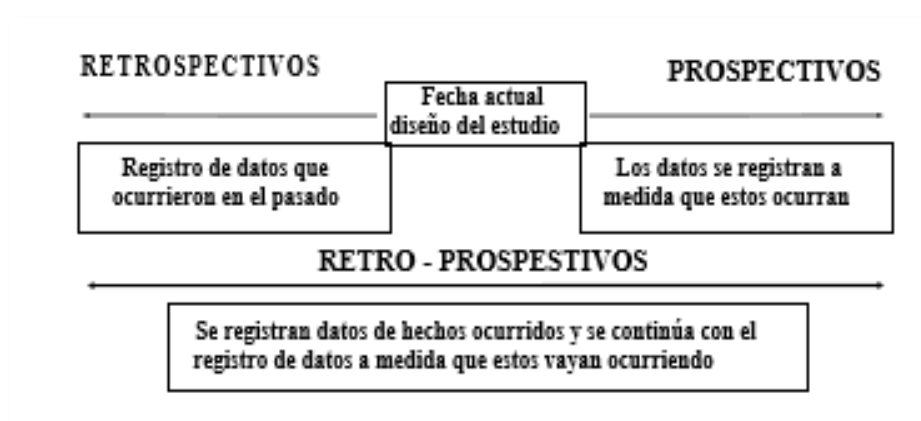 RETROSPECTIVOS
PROSPECTIVOS
Fecha actual
diseño del estudio
Registro de datos que
ocurrieron en el pasado
Los datos se registran a
medida que estos ocurran
RETRO - PROSPESTIVOS
Se registran datos de hechos ocurridos y se continúa con el
registro de datos a medida que estos vayan ocurriendo